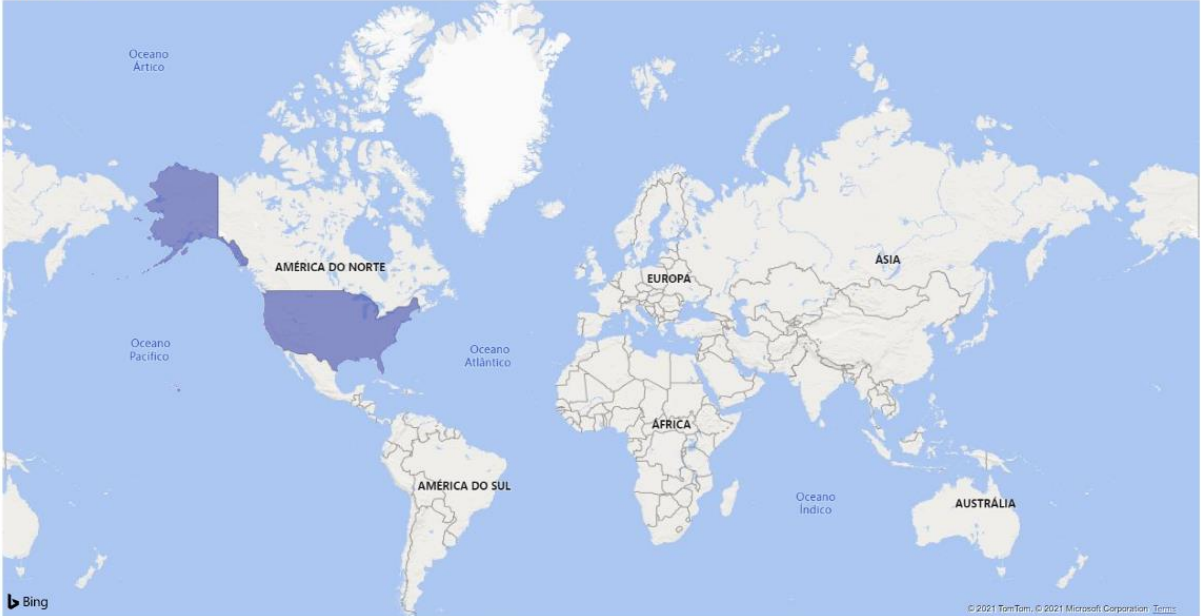 Oceano
Ártico
AMÉRICA DO NORTE
EUROPA
ÁSIA
Oceano
Pacífico
Oceano
Atlântico
ÁFRICA
AMÉRICA DO SUL
Oceano
Índico
AUSTRÁLIA
Bing
© 2021 TomTom, © 2021 Microsoft Corporation Terms